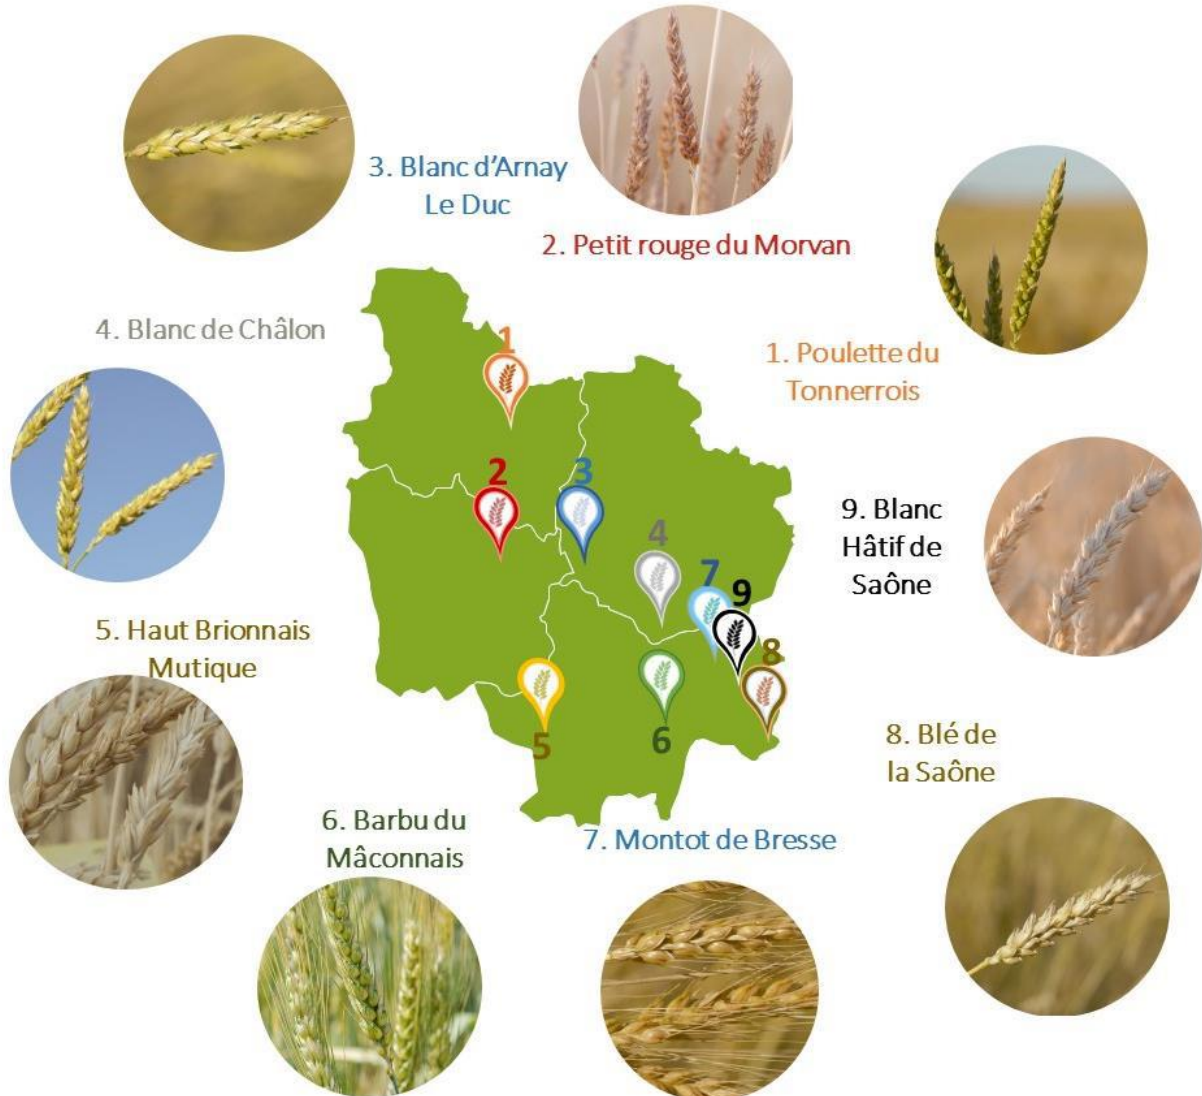 3. Blanc d'Arnay
Le Duc
2. Petit rouge du Morvan
4. Blanc de Châlon
1. Poulette du
Tonnerrois
9. Blanc
Hâtif de
Saône
5. Haut Brionnais
Mutique
8. Blé de
la Saône
6. Barbu du
Mâconnais
7. Montot de Bresse
1
2
3
4
7
9
8
5
6